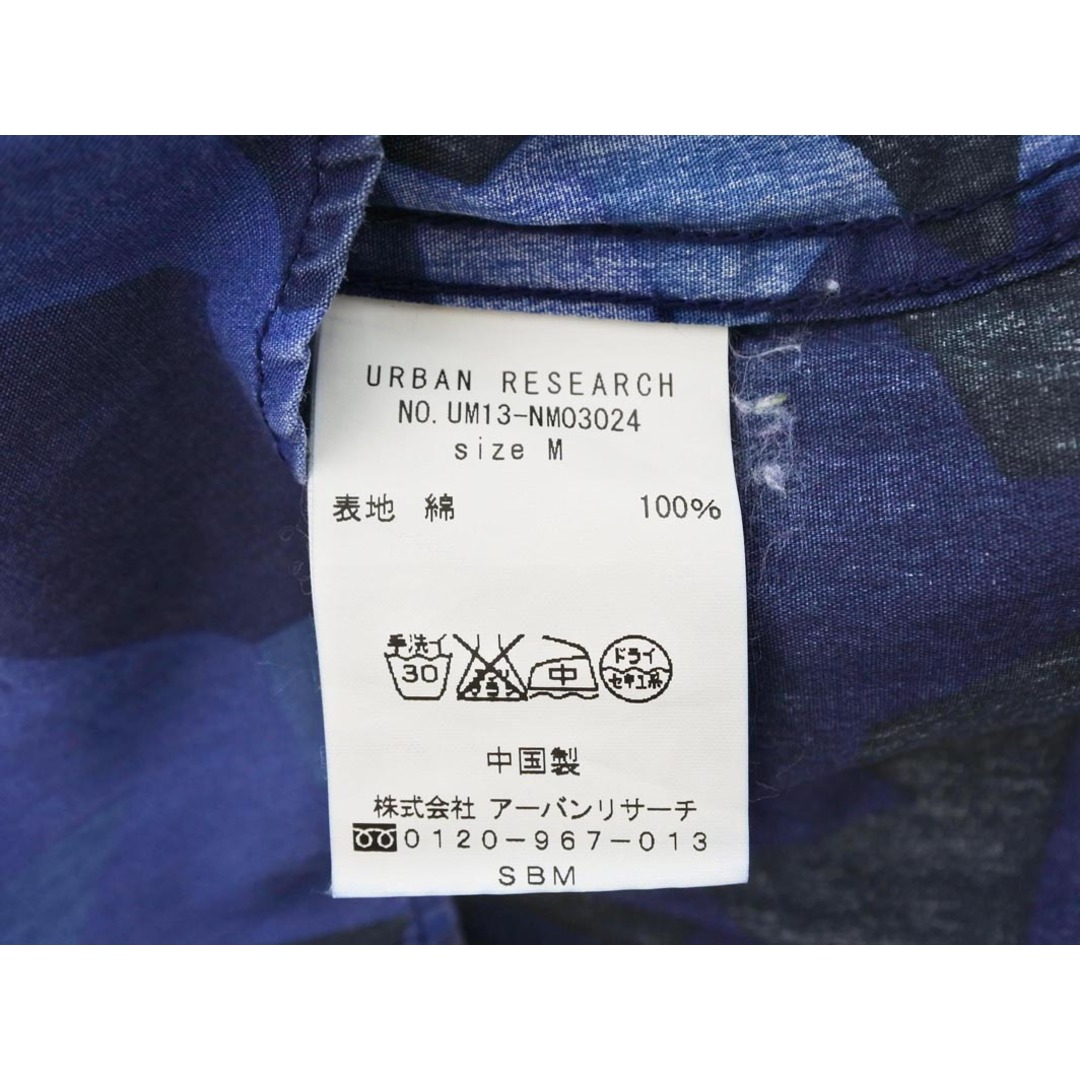 URBAN RESEARCH
NO. UM13-NM03024
size M
表地 綿 100%
手洗イ
30
中
ドライ
セキユ系
中国製
株式会社 アーバンリサーチ
0120-967-013
SBM